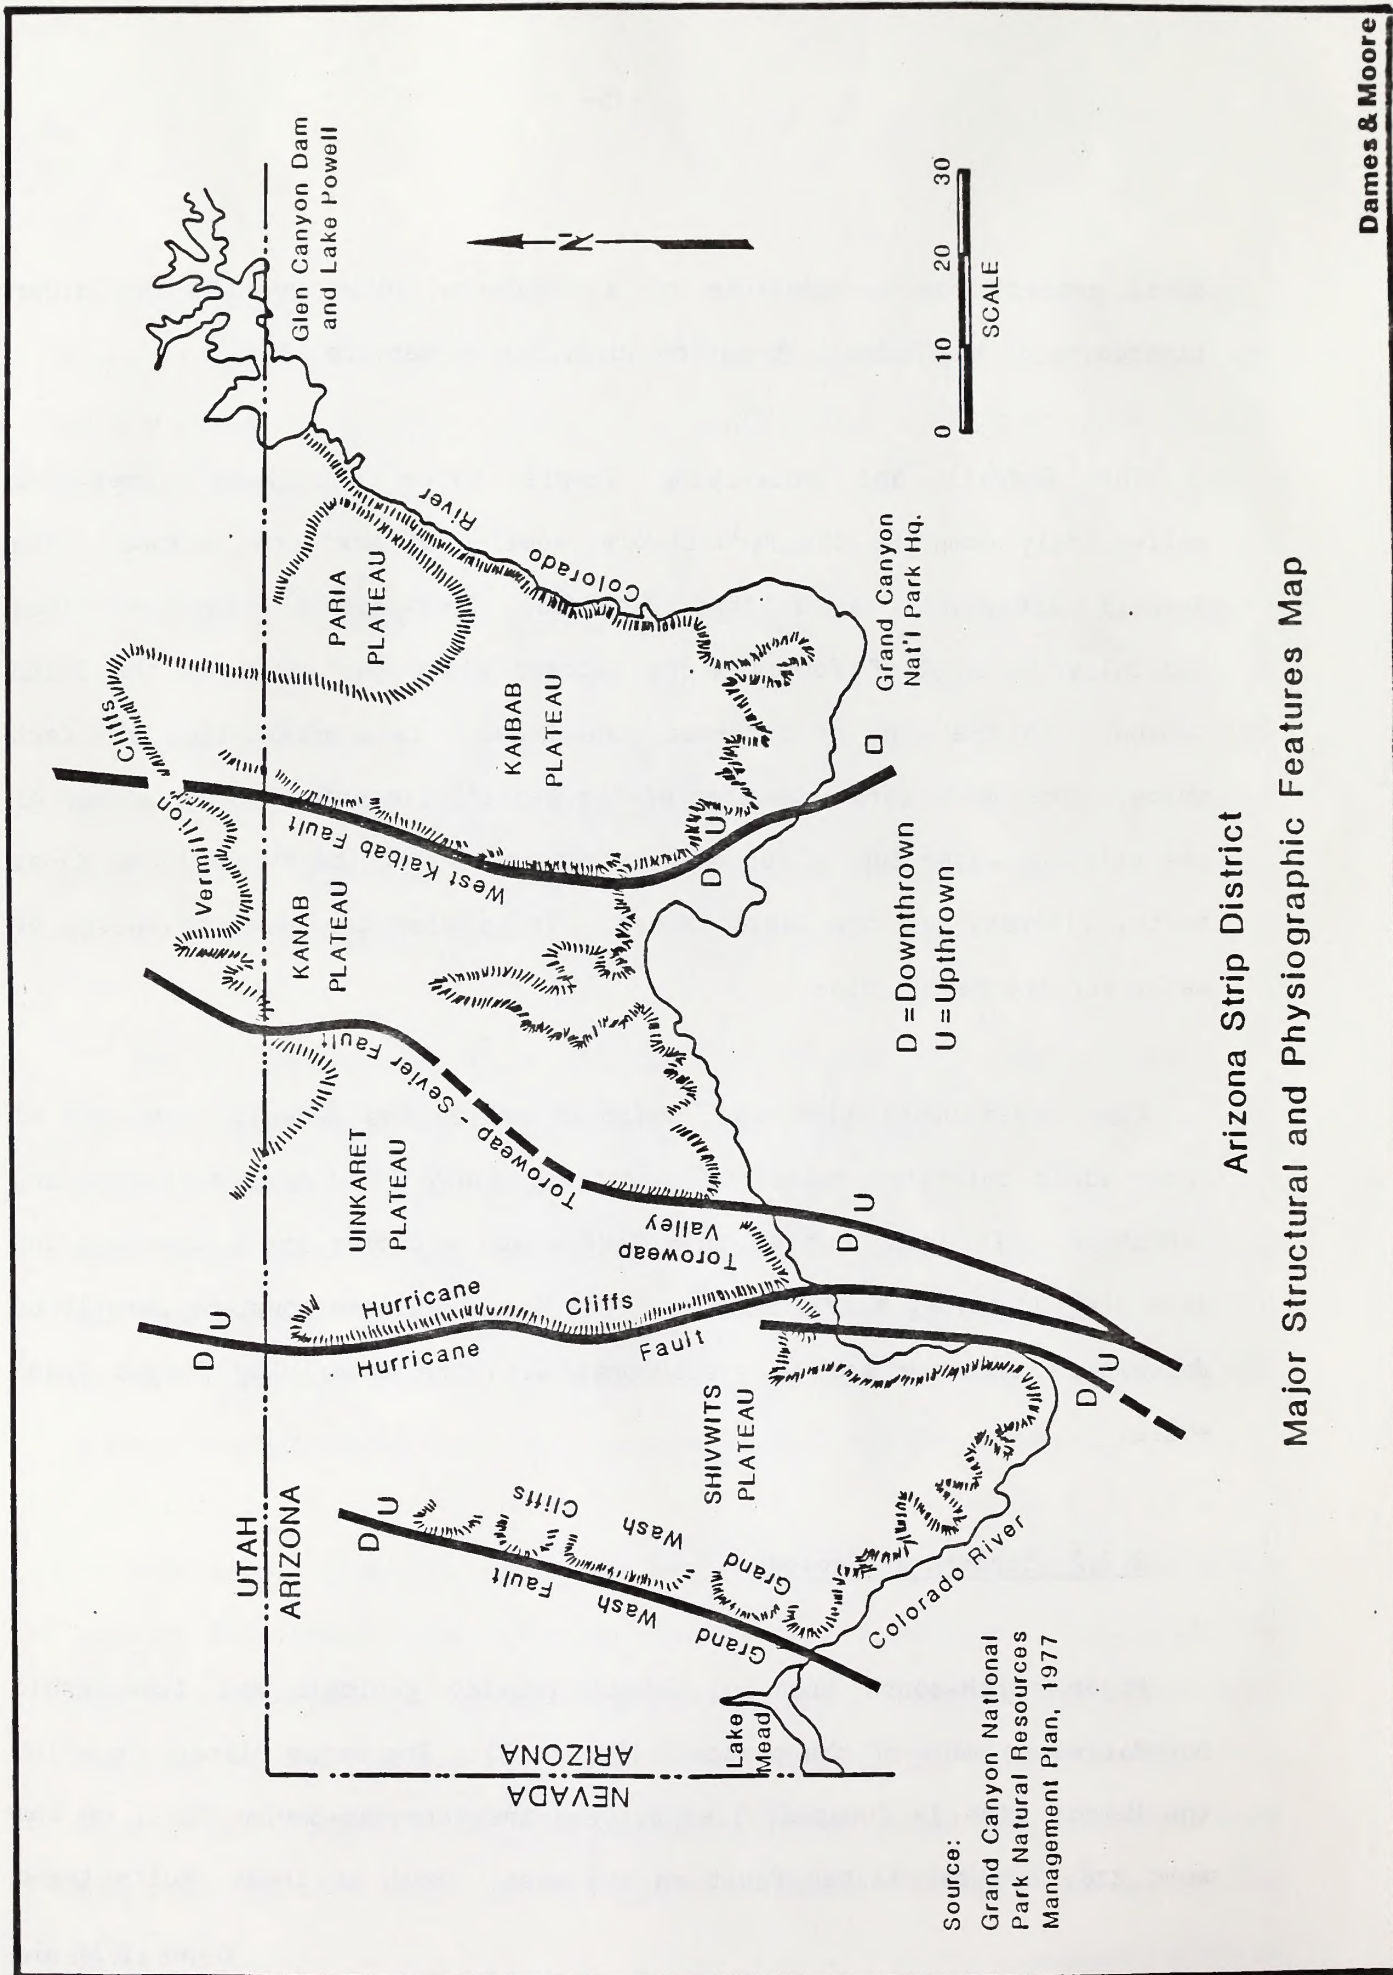 UTAH
ARIZONA
NEVADA
ARIZONA
Vermillion Cliffs
Glen Canyon Dam
and Lake Powell
PARIA
PLATEAU
Colorado River
KAIBAB
PLATEAU
West Kaibab Fault
KANAB
PLATEAU
Toroweap - Sevier Fault
UINKARET
PLATEAU
Toroweap
Valley
Hurricane Cliffs
Hurricane Fault
D
U
SHIVWITS
PLATEAU
D
U
Grand Wash Cliffs
Grand Wash Fault
Lake
Mead
Colorado River
D
U
D
U
D
U
Grand Canyon
Nat'l Park Hq.
N
0
10
20
30
SCALE
D = Downthrown
U = Upthrown
Source:
Grand Canyon National
Park Natural Resources
Management Plan, 1977
Arizona Strip District
Major Structural and Physiographic Features Map
Dames & Moore